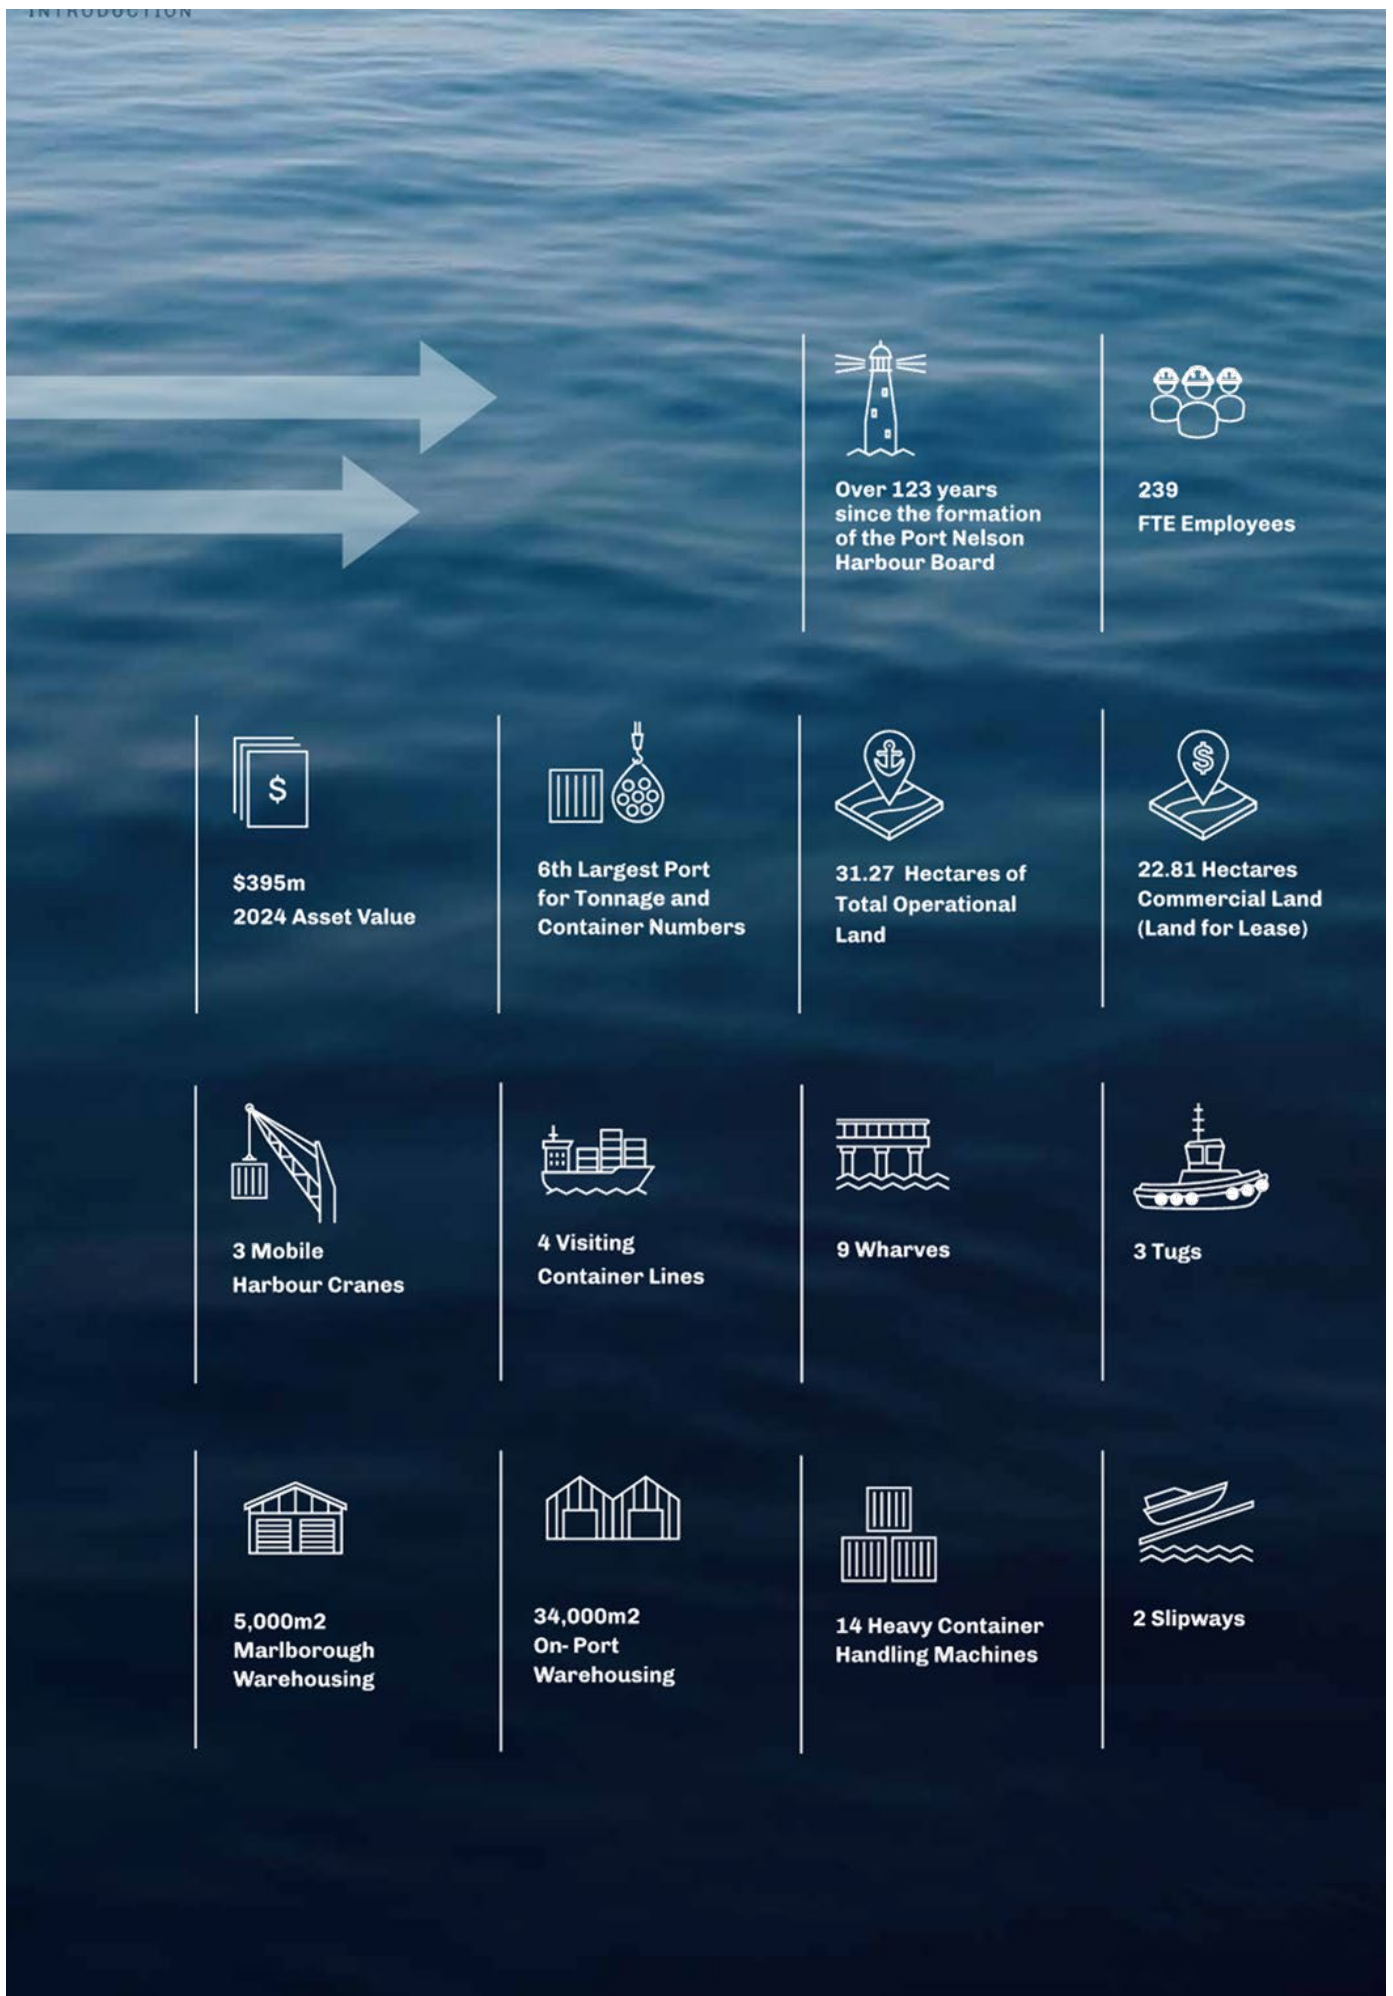 INTRODUCTION
Over 123 years
since the formation
of the Port Nelson
Harbour Board
239
FTE Employees
$
$395m
2024 Asset Value
6th Largest Port
for Tonnage and
Container Numbers
31.27 Hectares of
Total Operational
Land
$
22.81 Hectares
Commercial Land
(Land for Lease)
3 Mobile
Harbour Cranes
4 Visiting
Container Lines
9 Wharves
3 Tugs
5,000m2
Marlborough
Warehousing
34,000m2
On-Port
Warehousing
14 Heavy Container
Handling Machines
2 Slipways